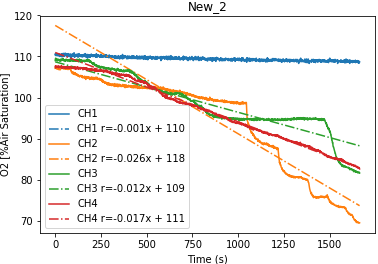 New_2
120
110
100
90
80
70
O2 [%Air Saturation]
CH1
CH1 r=-0.001x + 110
CH2
CH2 r=-0.026x + 118
CH3
CH3 r=-0.012x + 109
CH4
CH4 r=-0.017x + 111
0 250 500 750 1000 1250 1500
Time (s)